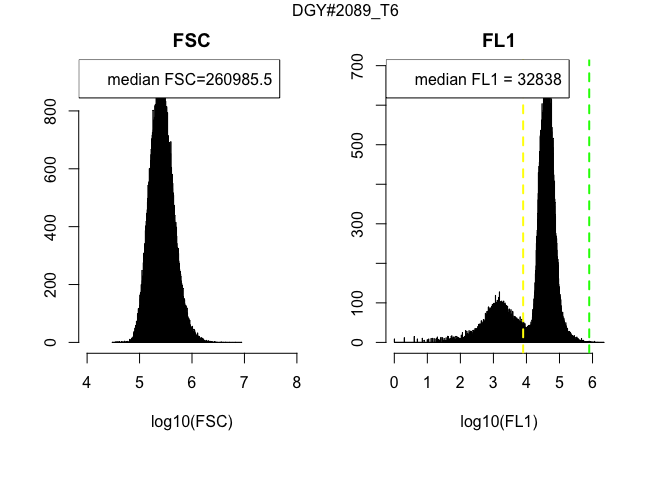 DGY#2089_T6
FSC
median FSC=260985.5
0
200
400
600
800
4 5 6 7 8
log10(FSC)
FL1
median FL1 = 32838
0
100
300
500
700
0 1 2 3 4 5 6
log10(FL1)